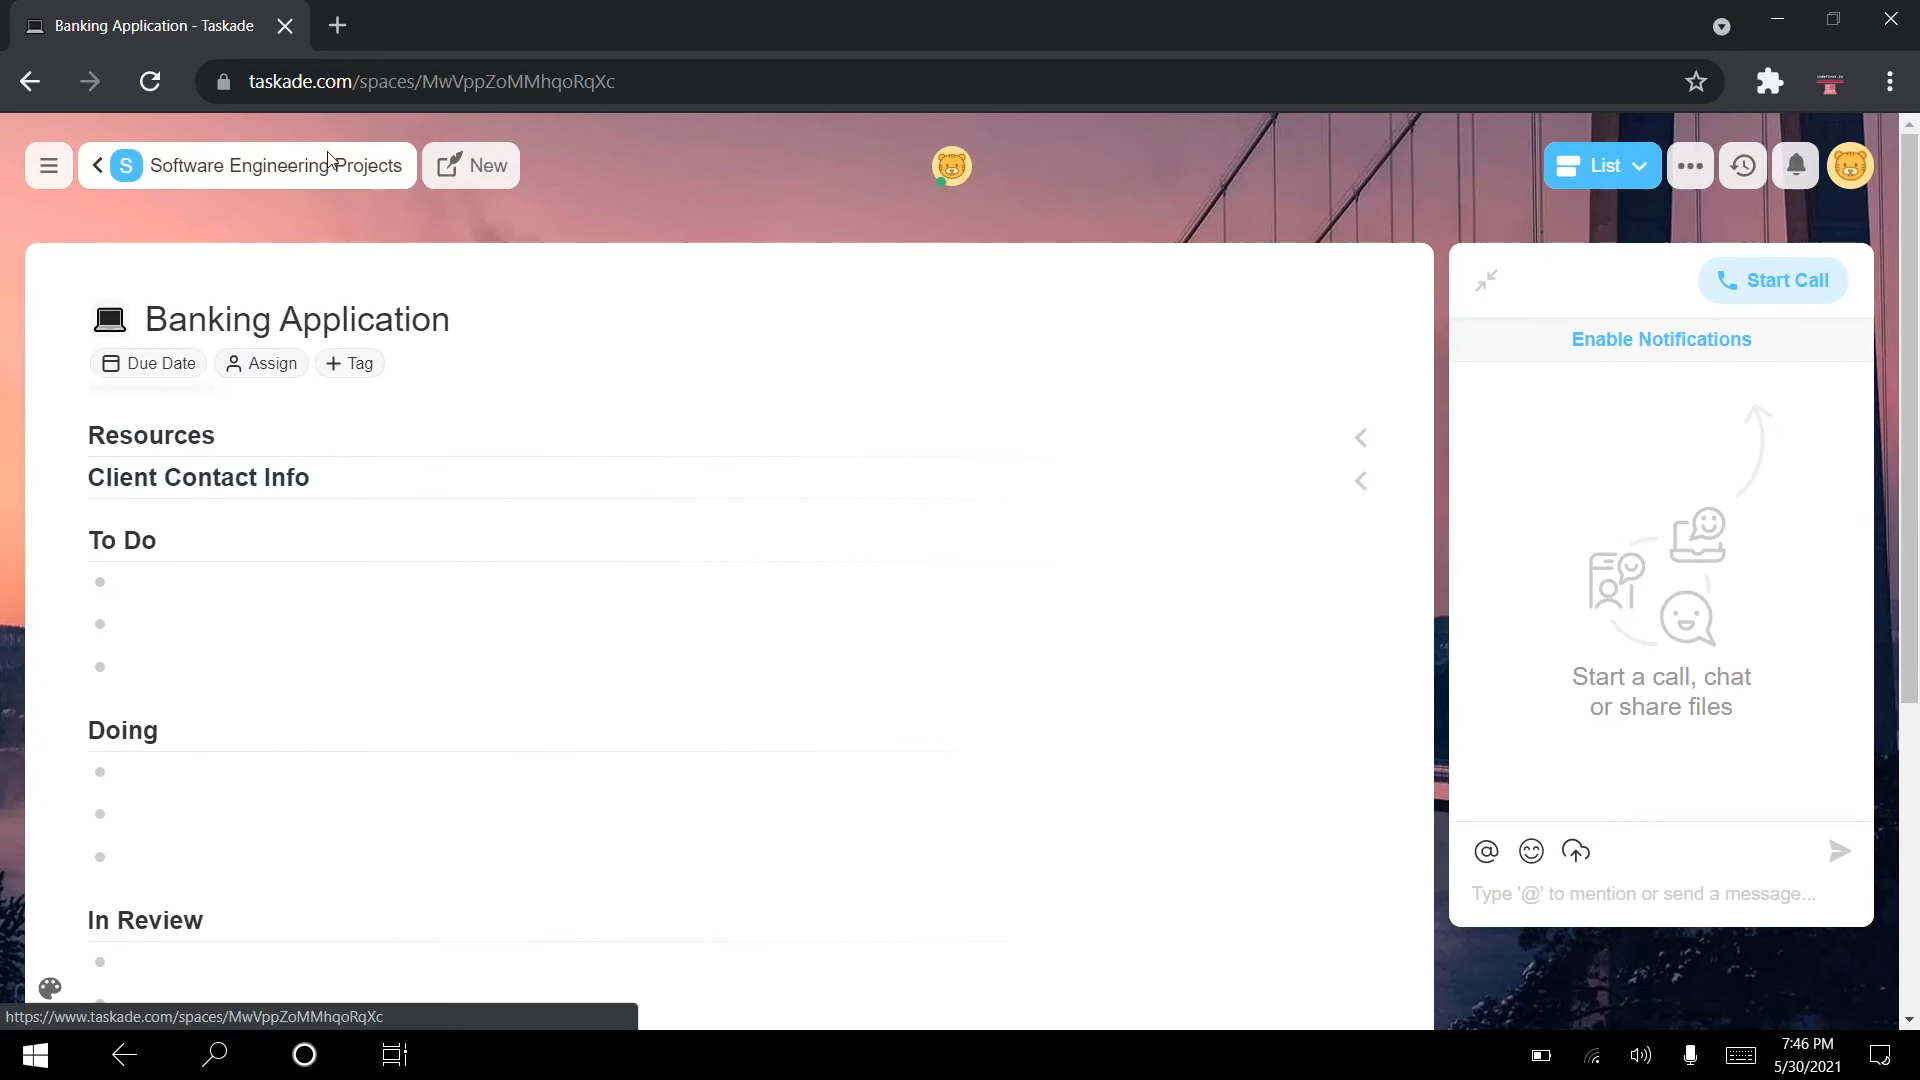 Banking Application - Taskade
taskade.com/spaces/MwVppZoMMhqoRqXc
S Software Engineering Projects
New
List
Start Call
Enable Notifications
Banking Application
Due Date
Assign
Tag
Resources
Client Contact Info
To Do
Doing
In Review
Start a call, chat
or share files
Type '@' to mention or send a message...
https://www.taskade.com/spaces/MwVppZoMMhqoRqXc
7:46 PM
5/30/2021